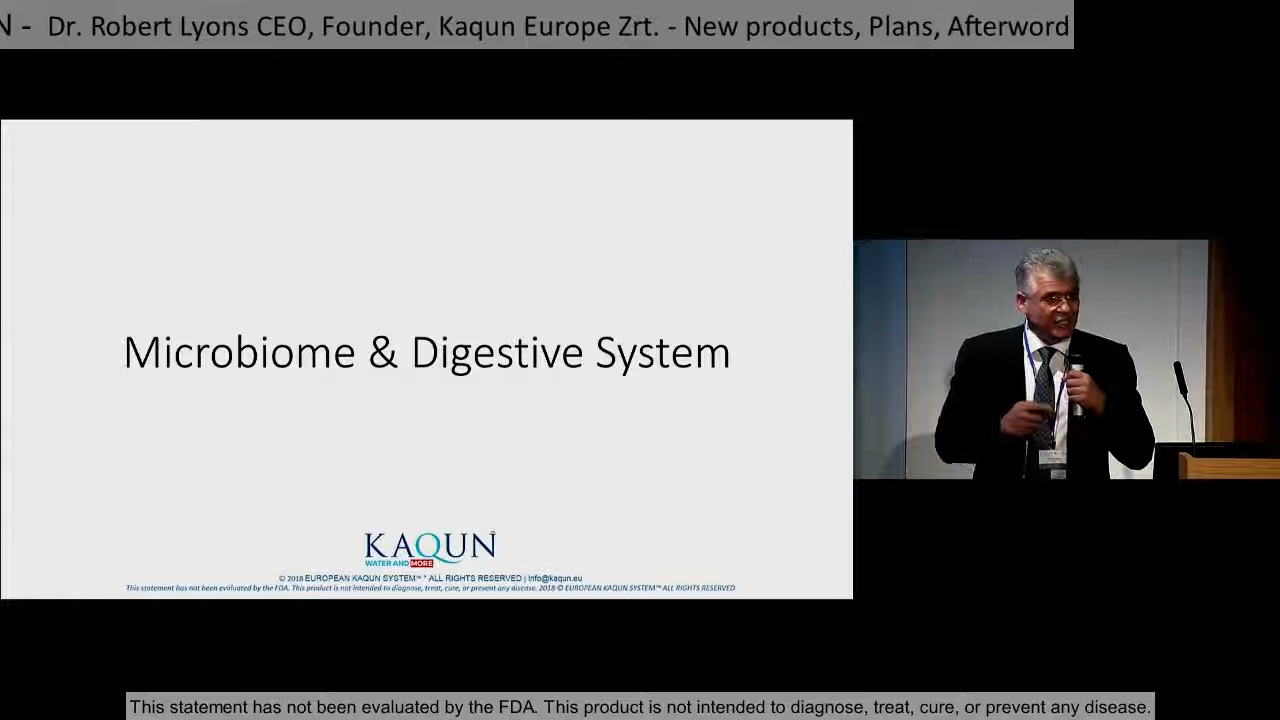 N - Dr. Robert Lyons CEO, Founder, Kaqun Europe Zrt. - New products, Plans, Afterword
Microbiome & Digestive System
KAQUN
WATER AND MORE
© 2018 EUROPEAN KAQUN SYSTEM™ * ALL RIGHTS RESERVED | info@kaqun.eu
This statement has not been evaluated by the FDA. This product is not intended to diagnose, treat, cure, or prevent any disease. 2018 © EUROPEAN KAQUN SYSTEM™ ALL RIGHTS RESERVED
This statement has not been evaluated by the FDA. This product is not intended to diagnose, treat, cure, or prevent any disease.